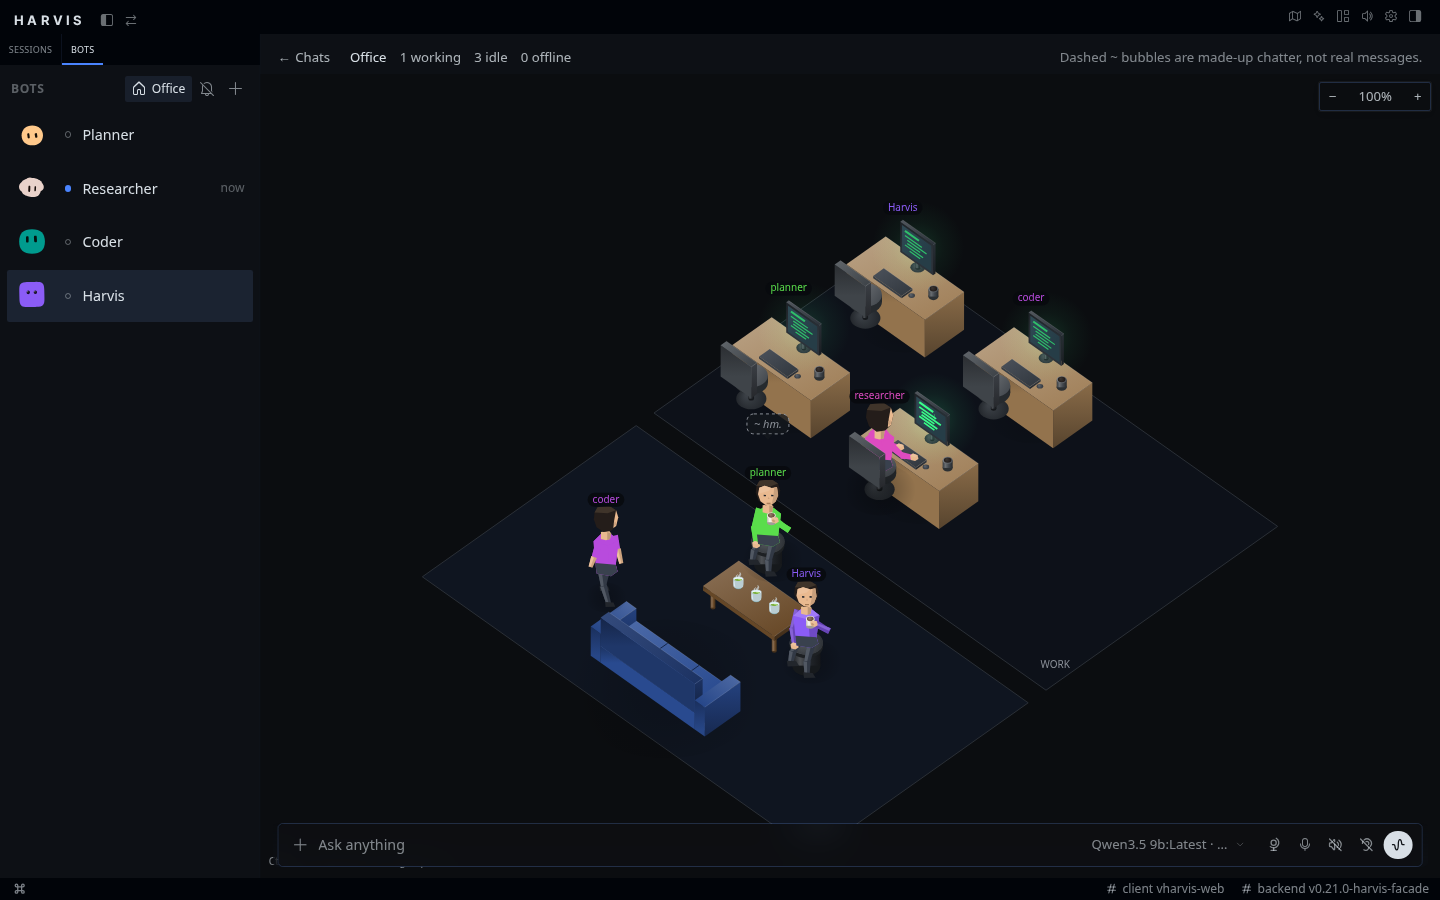 HARVIS
SESSIONS
BOTS
← Chats
Office
1 working
3 idle
0 offline
Dashed ~ bubbles are made-up chatter, not real messages.
BOTS
Office
− 100% +
Planner
Researcher
now
Coder
Harvis
Harvis
planner
coder
researcher
~ hm.
planner
coder
Harvis
WORK
Ask anything
Qwen3.5 9b:Latest · ...
# client vharvis-web
# backend v0.21.0-harvis-facade